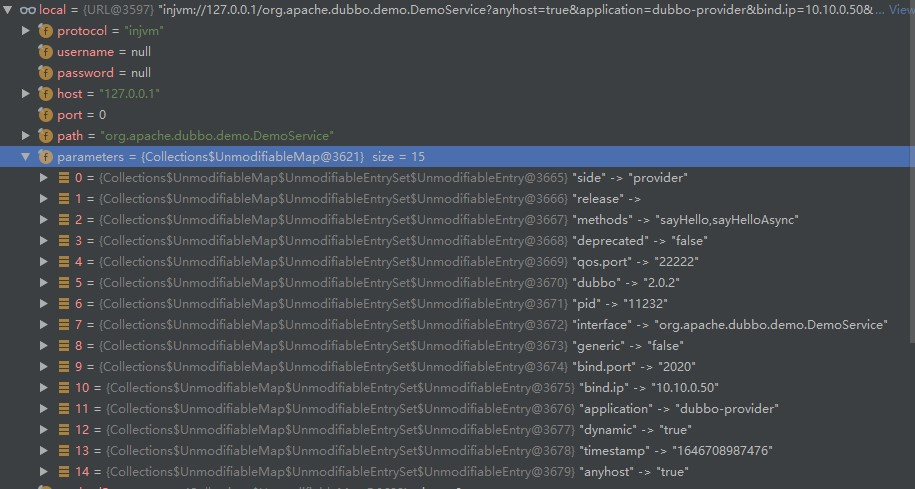 local = {URL@3597} "injvm://127.0.0.1/org.apache.dubbo.demo.DemoService?anyhost=true&application=dubbo-provider&bind.ip=10.10.0.50&... View
f protocol = "injvm"
f username = null
f password = null
f host = "127.0.0.1"
f port = 0
f path = "org.apache.dubbo.demo.DemoService"
f parameters = {Collections$UnmodifiableMap@3621} size = 15
0 = {Collections$UnmodifiableMap$UnmodifiableEntrySet$UnmodifiableEntry@3665} "side" -> "provider"
1 = {Collections$UnmodifiableMap$UnmodifiableEntrySet$UnmodifiableEntry@3666} "release" ->
2 = {Collections$UnmodifiableMap$UnmodifiableEntrySet$UnmodifiableEntry@3667} "methods" -> "sayHello,sayHelloAsync"
3 = {Collections$UnmodifiableMap$UnmodifiableEntrySet$UnmodifiableEntry@3668} "deprecated" -> "false"
4 = {Collections$UnmodifiableMap$UnmodifiableEntrySet$UnmodifiableEntry@3669} "qos.port" -> "22222"
5 = {Collections$UnmodifiableMap$UnmodifiableEntrySet$UnmodifiableEntry@3670} "dubbo" -> "2.0.2"
6 = {Collections$UnmodifiableMap$UnmodifiableEntrySet$UnmodifiableEntry@3671} "pid" -> "11232"
7 = {Collections$UnmodifiableMap$UnmodifiableEntrySet$UnmodifiableEntry@3672} "interface" -> "org.apache.dubbo.demo.DemoService"
8 = {Collections$UnmodifiableMap$UnmodifiableEntrySet$UnmodifiableEntry@3673} "generic" -> "false"
9 = {Collections$UnmodifiableMap$UnmodifiableEntrySet$UnmodifiableEntry@3674} "bind.port" -> "2020"
10 = {Collections$UnmodifiableMap$UnmodifiableEntrySet$UnmodifiableEntry@3675} "bind.ip" -> "10.10.0.50"
11 = {Collections$UnmodifiableMap$UnmodifiableEntrySet$UnmodifiableEntry@3676} "application" -> "dubbo-provider"
12 = {Collections$UnmodifiableMap$UnmodifiableEntrySet$UnmodifiableEntry@3677} "dynamic" -> "true"
13 = {Collections$UnmodifiableMap$UnmodifiableEntrySet$UnmodifiableEntry@3678} "timestamp" -> "1646708987476"
14 = {Collections$UnmodifiableMap$UnmodifiableEntrySet$UnmodifiableEntry@3679} "anyhost" -> "true"